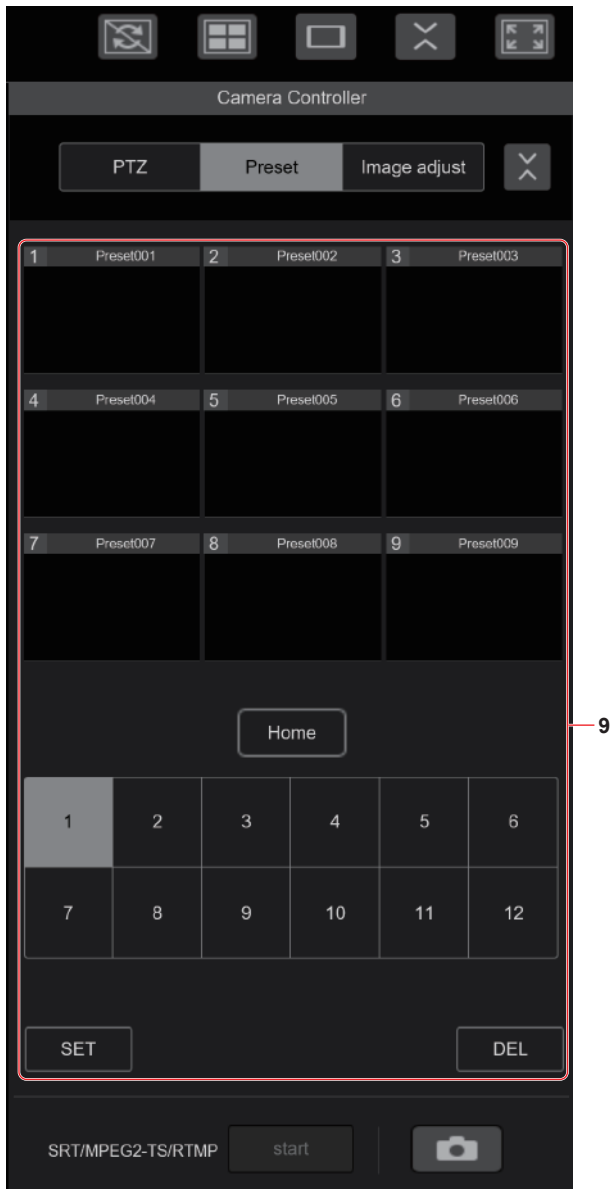 Camera Controller
PTZ Preset Image adjust
1 Preset001 2 Preset002 3 Preset003
4 Preset004 5 Preset005 6 Preset006
7 Preset007 8 Preset008 9 Preset009
9
Home
1 2 3 4 5 6
7 8 9 10 11 12
SET DEL
SRT/MPEG2-TS/RTMP start